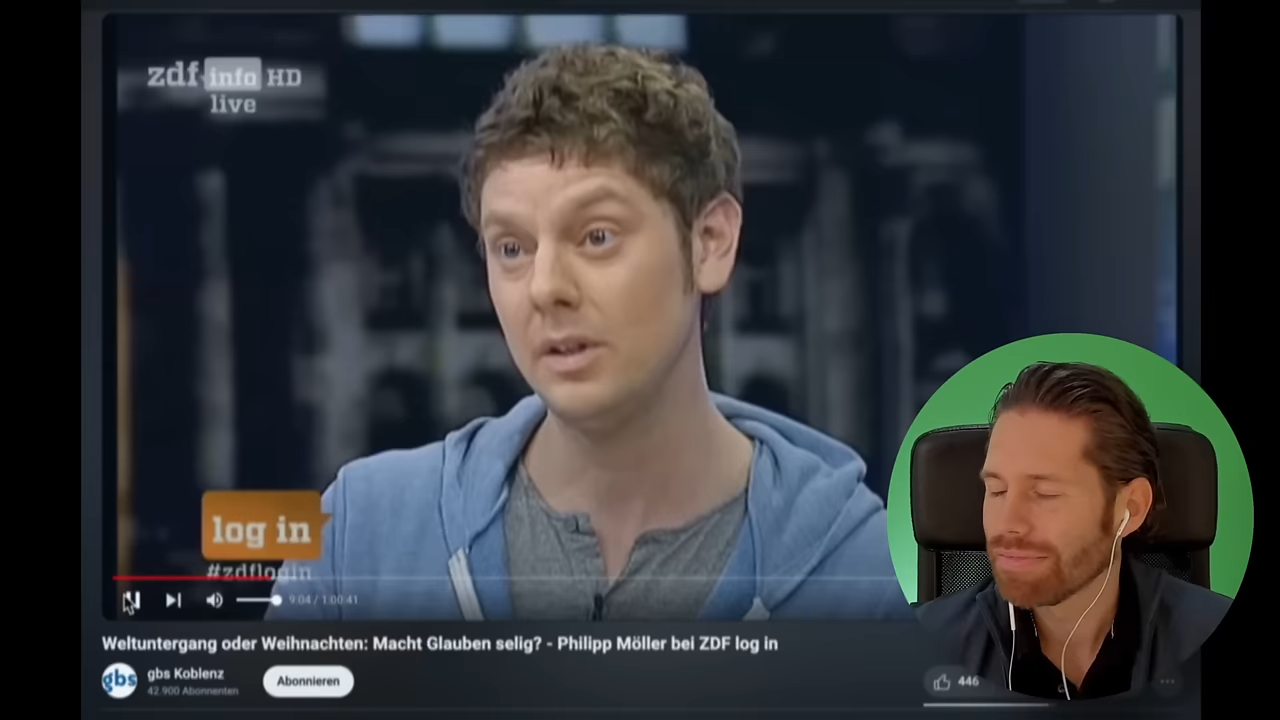 zdf info HD
live
log in
#zdflogin
9:04 / 1:00:41
Weltuntergang oder Weihnachten: Macht Glauben selig? - Philipp Möller bei ZDF log in
gbs
gbs Koblenz
42 900 Abonnenten
Abonnieren
446